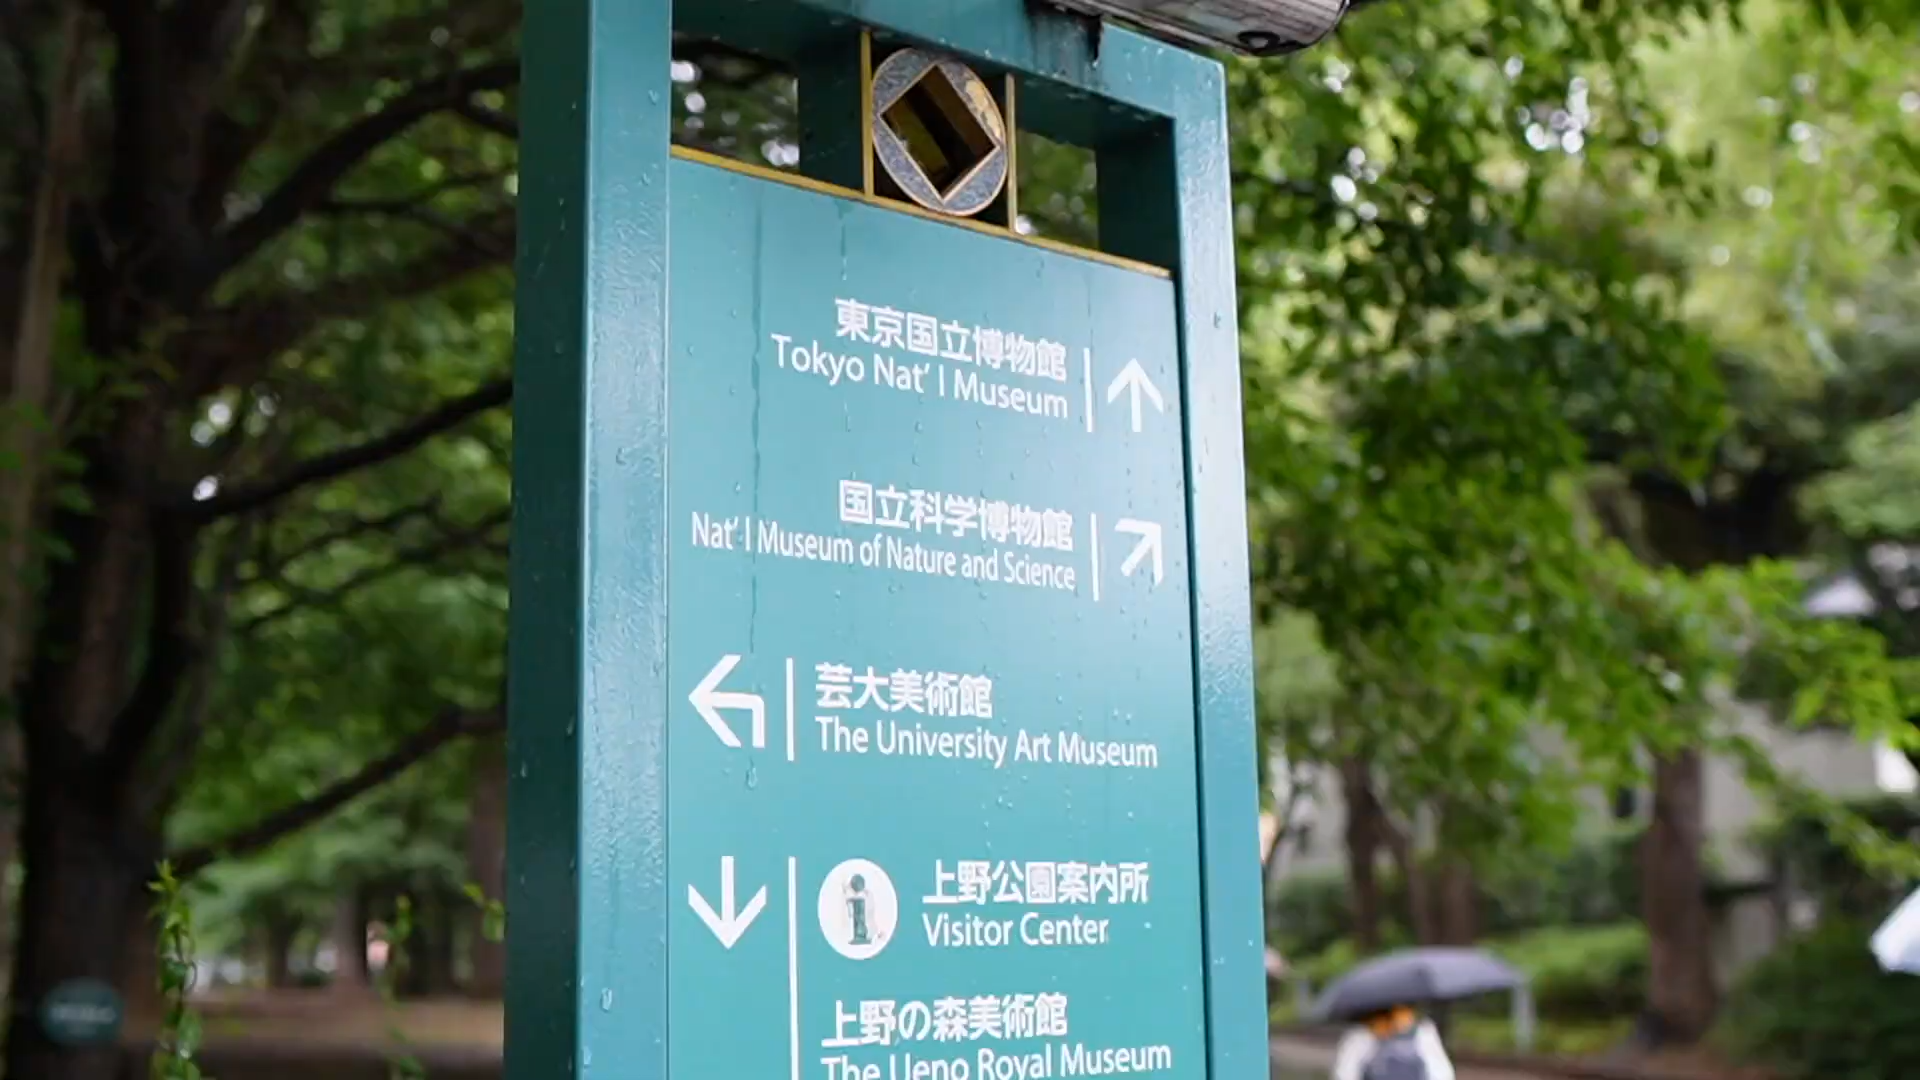 東京国立博物館
Tokyo Nat' l Museum
国立科学博物館
Nat' l Museum of Nature and Science
芸大美術館
The University Art Museum
上野公園案内所
Visitor Center
上野の森美術館
The Ueno Royal Museum